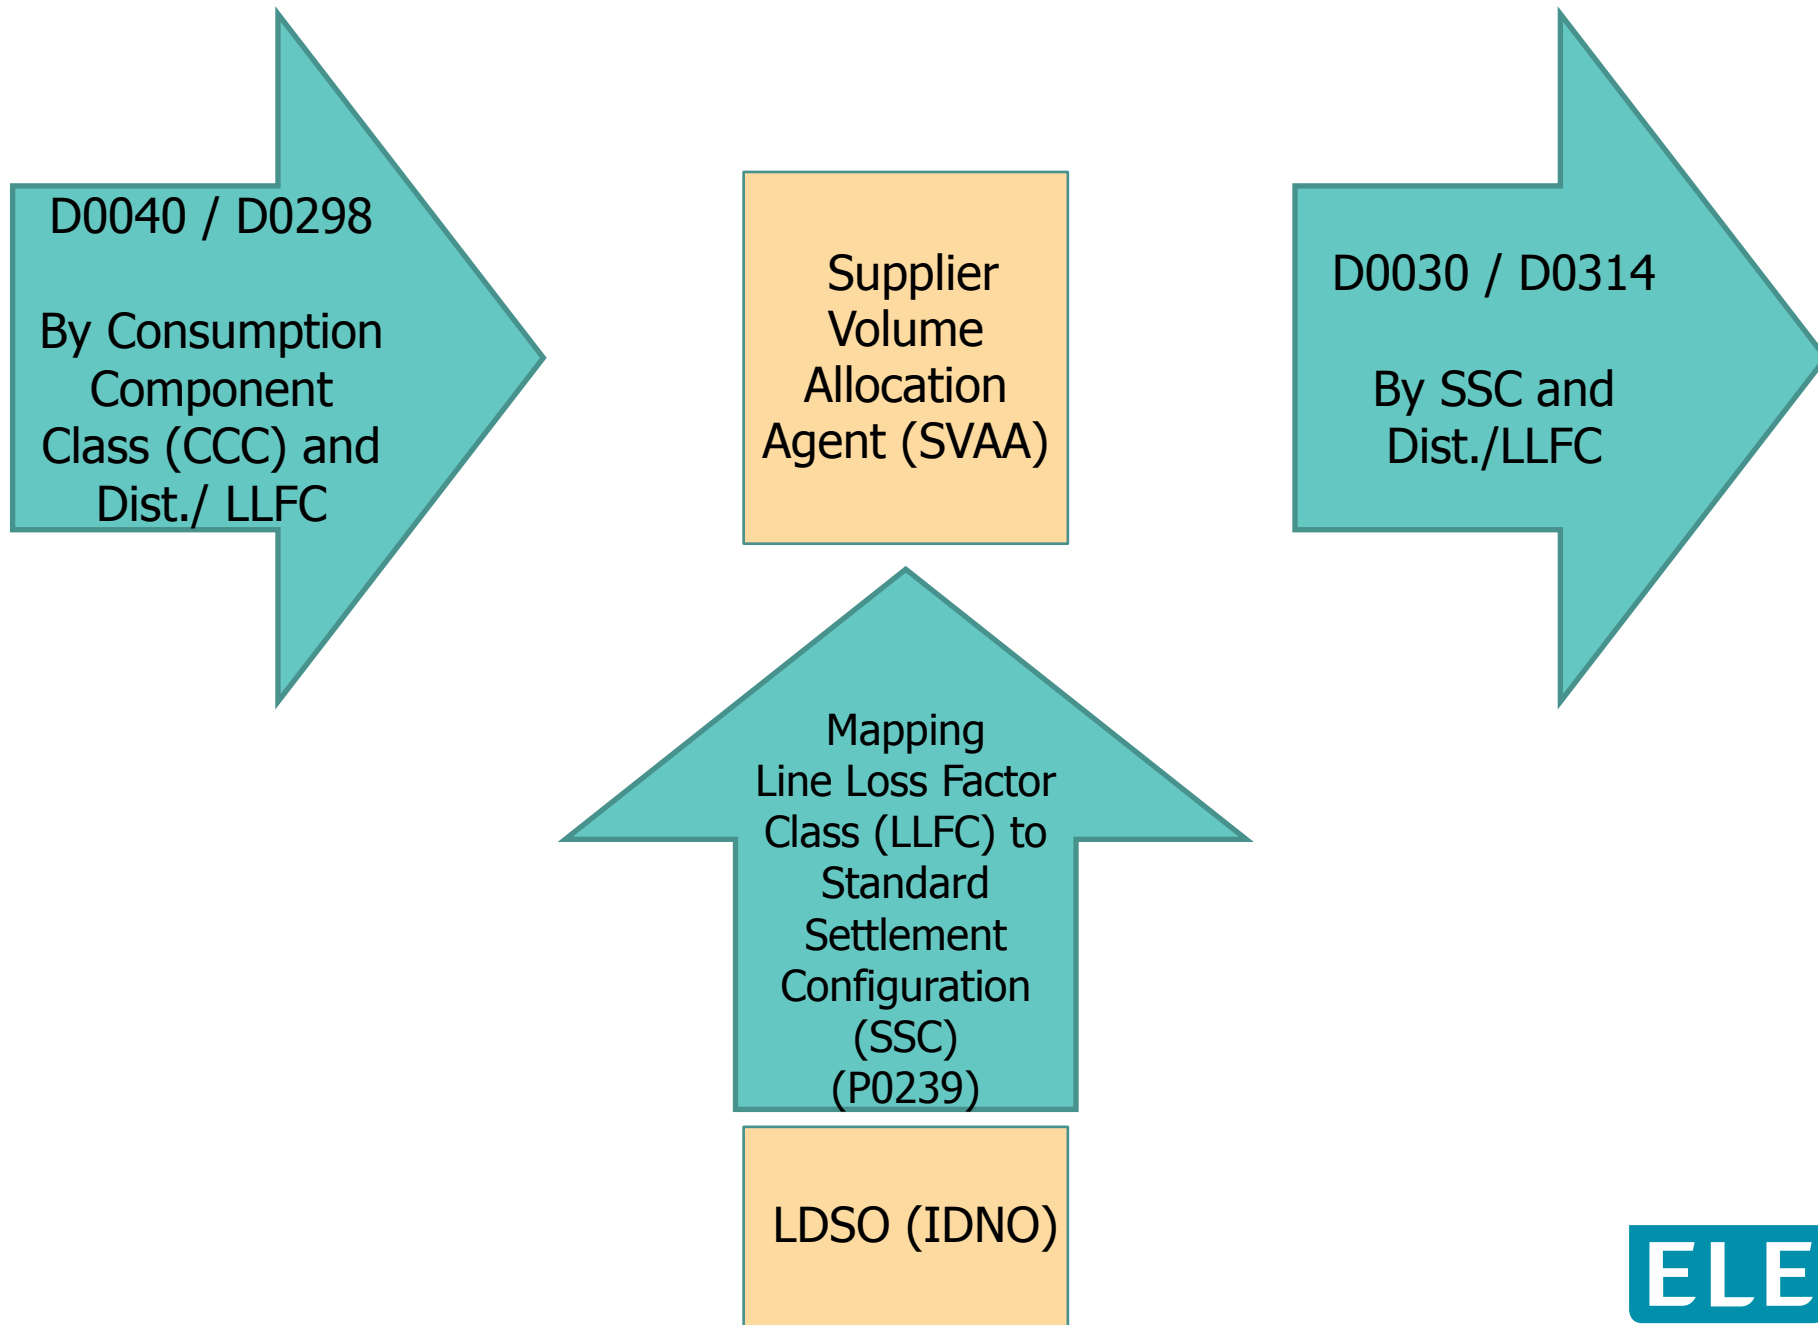 D0040 / D0298
By Consumption
Component
Class (CCC) and
Dist./ LLFC
Supplier
Volume
Allocation
Agent (SVAA)
D0030 / D0314
By SSC and
Dist./LLFC
Mapping
Line Loss Factor
Class (LLFC) to
Standard
Settlement
Configuration
(SSC)
(P0239)
LDSO (IDNO)
ELE